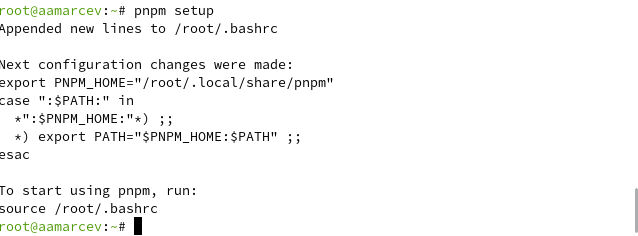 root@aamarcev:~# pnpm setup
Appended new lines to /root/.bashrc

Next configuration changes were made:
export PNPM_HOME="/root/.local/share/pnpm"
case ":$PATH:" in
  *":$PNPM_HOME:"*) ;;
  *) export PATH="$PNPM_HOME:$PATH" ;;
esac

To start using pnpm, run:
source /root/.bashrc
root@aamarcev:~#